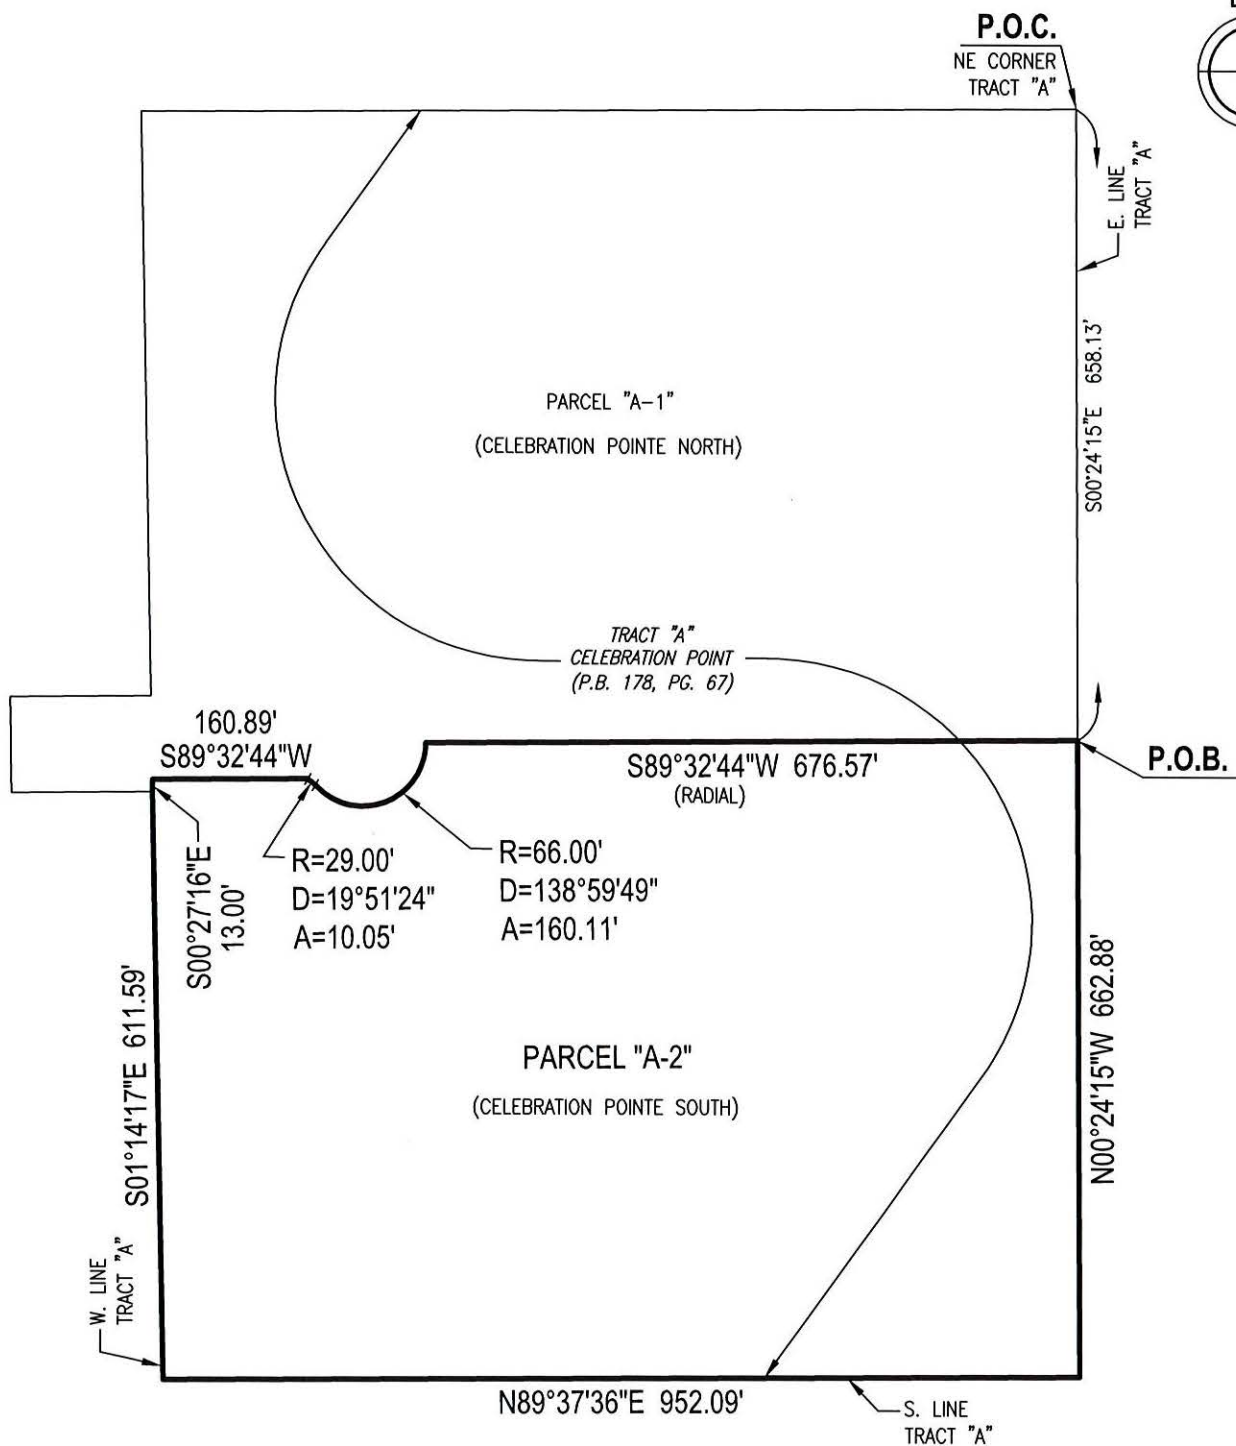 P.O.C.
NE CORNER
TRACT "A"
E. LINE
TRACT "A"
S00°24'15"E 658.13'
PARCEL "A-1"
(CELEBRATION POINTE NORTH)
TRACT "A"
CELEBRATION POINT
(P.B. 178, PG. 67)
160.89'
S89°32'44"W
S89°32'44"W 676.57'
(RADIAL)
P.O.B.
S00°27'16"E
13.00'
R=29.00'
D=19°51'24"
A=10.05'
R=66.00'
D=138°59'49"
A=160.11'
S01°14'17"E 611.59'
PARCEL "A-2"
(CELEBRATION POINTE SOUTH)
N00°24'15"W 662.88'
W. LINE
TRACT "A"
N89°37'36"E 952.09'
S. LINE
TRACT "A"